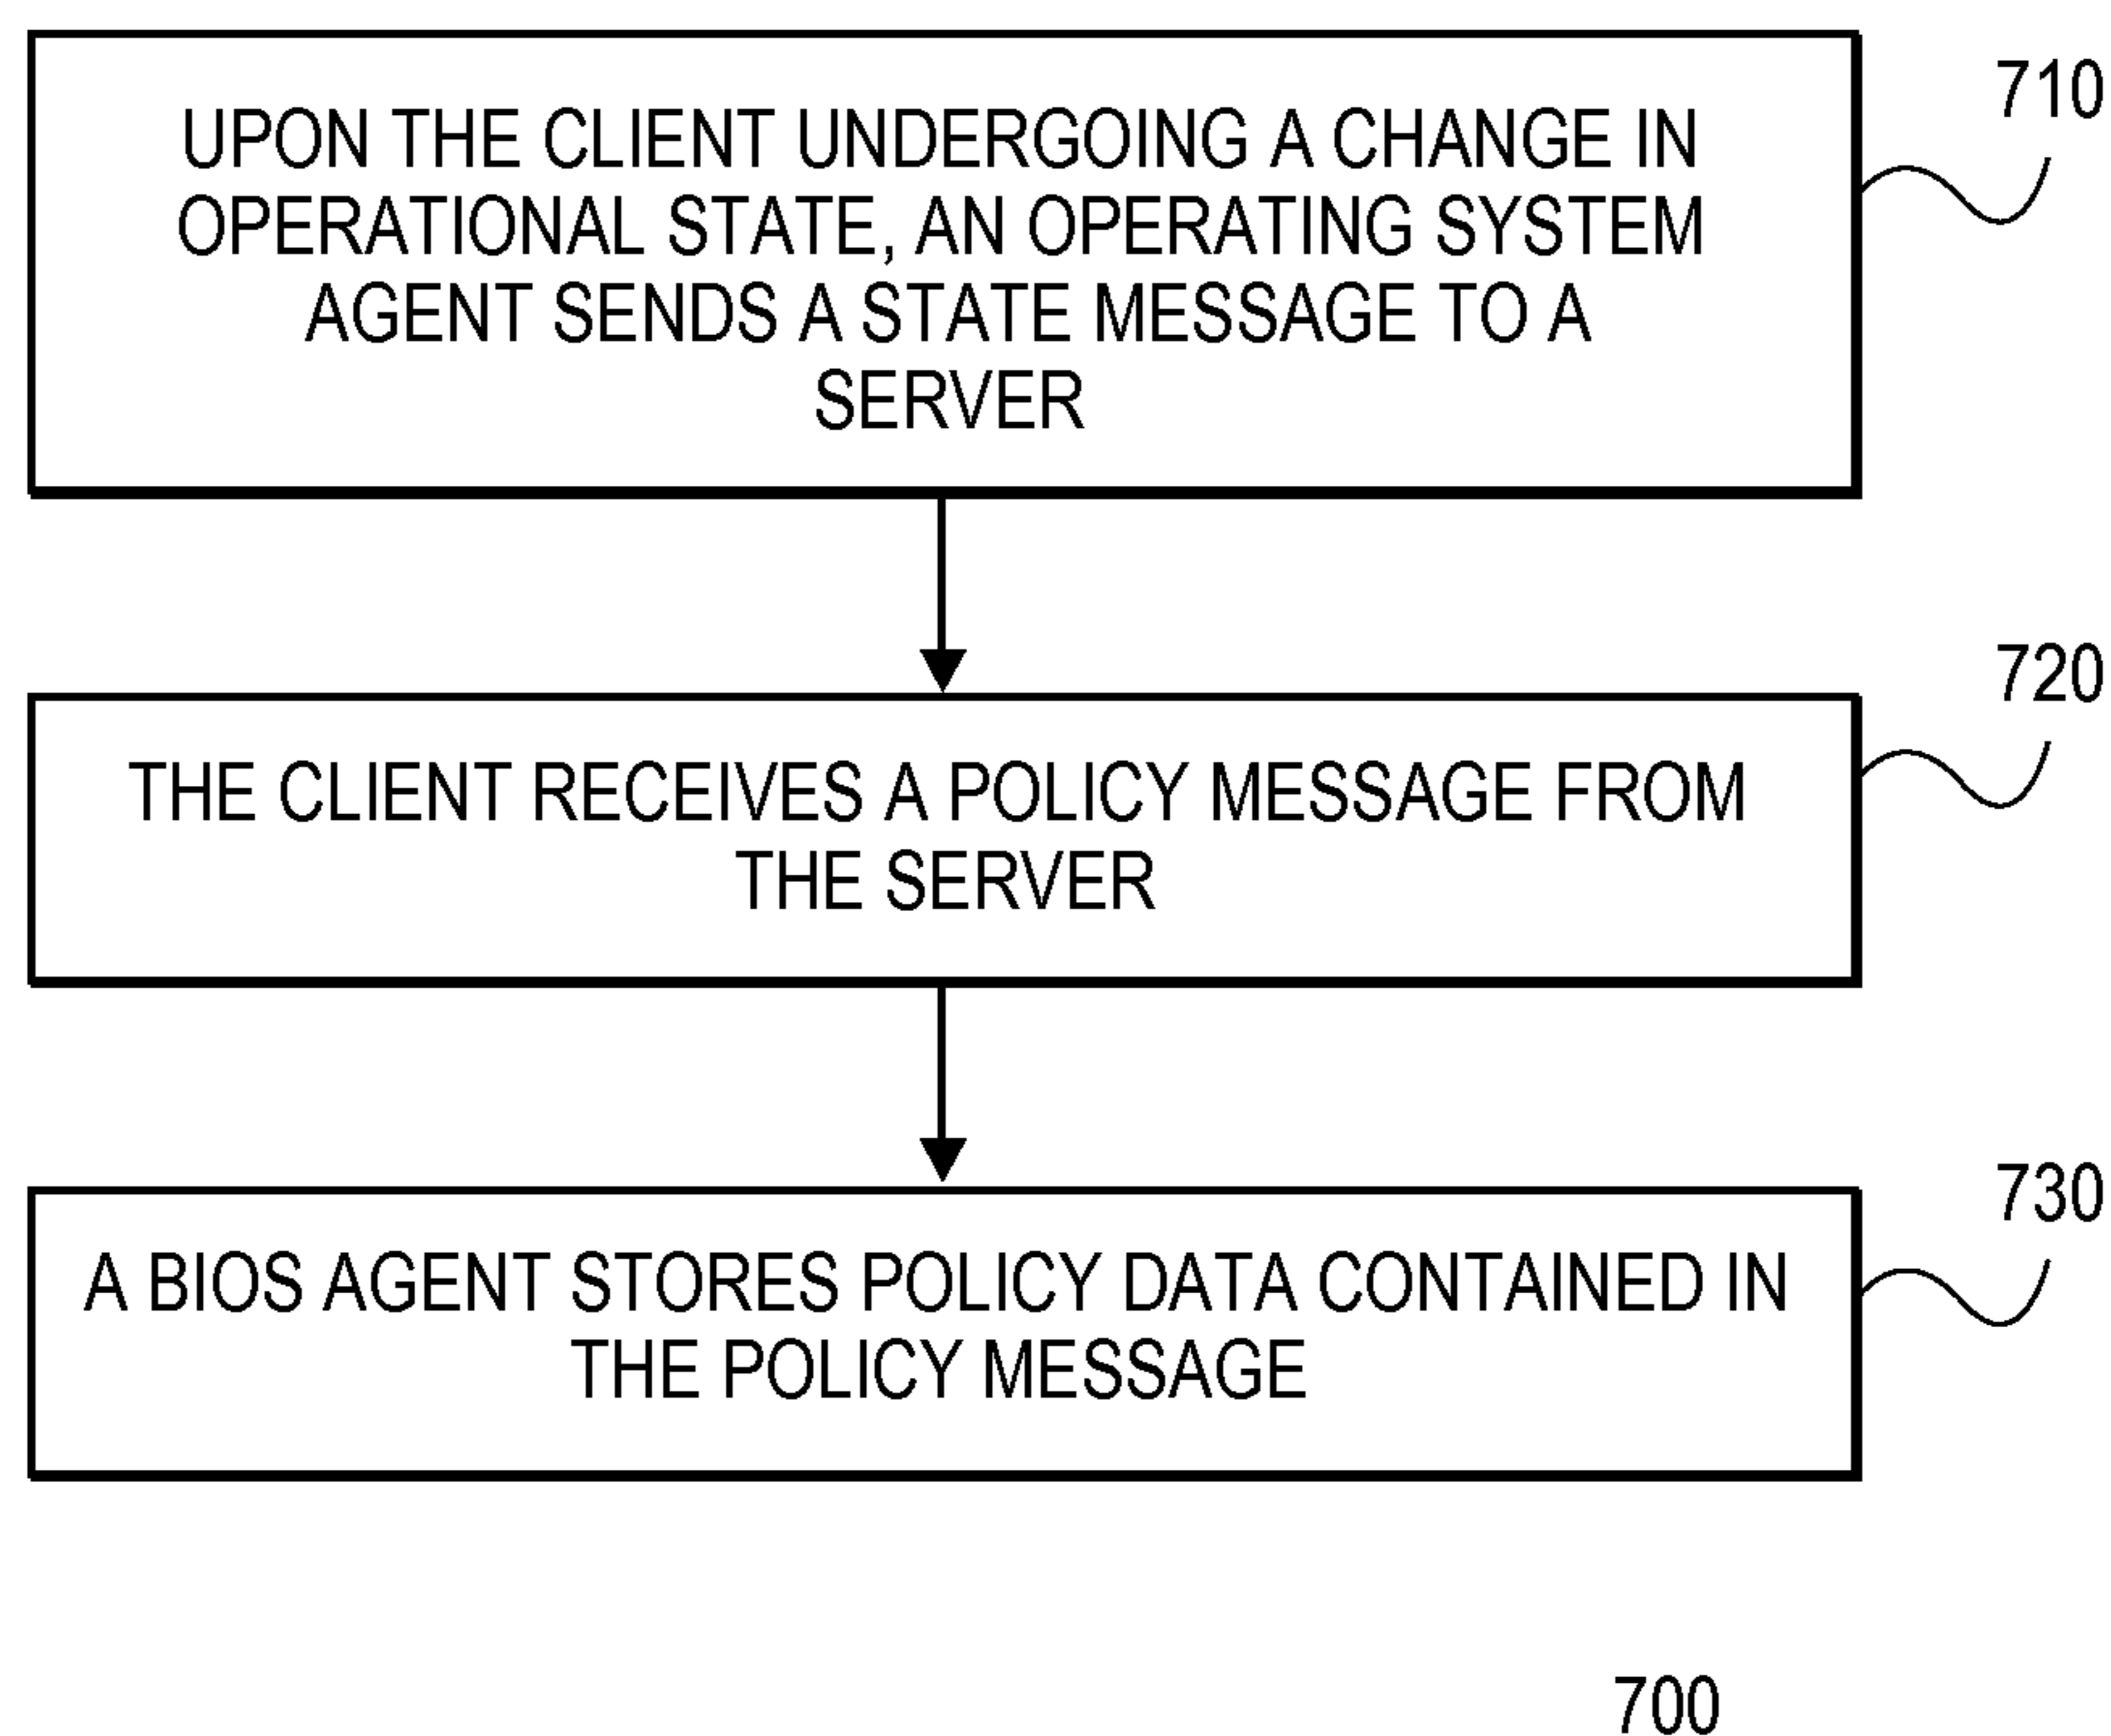 710
UPON THE CLIENT UNDERGOING A CHANGE IN
OPERATIONAL STATE, AN OPERATING SYSTEM
AGENT SENDS A STATE MESSAGE TO A
SERVER
720
THE CLIENT RECEIVES A POLICY MESSAGE FROM
THE SERVER
730
A BIOS AGENT STORES POLICY DATA CONTAINED IN
THE POLICY MESSAGE
700